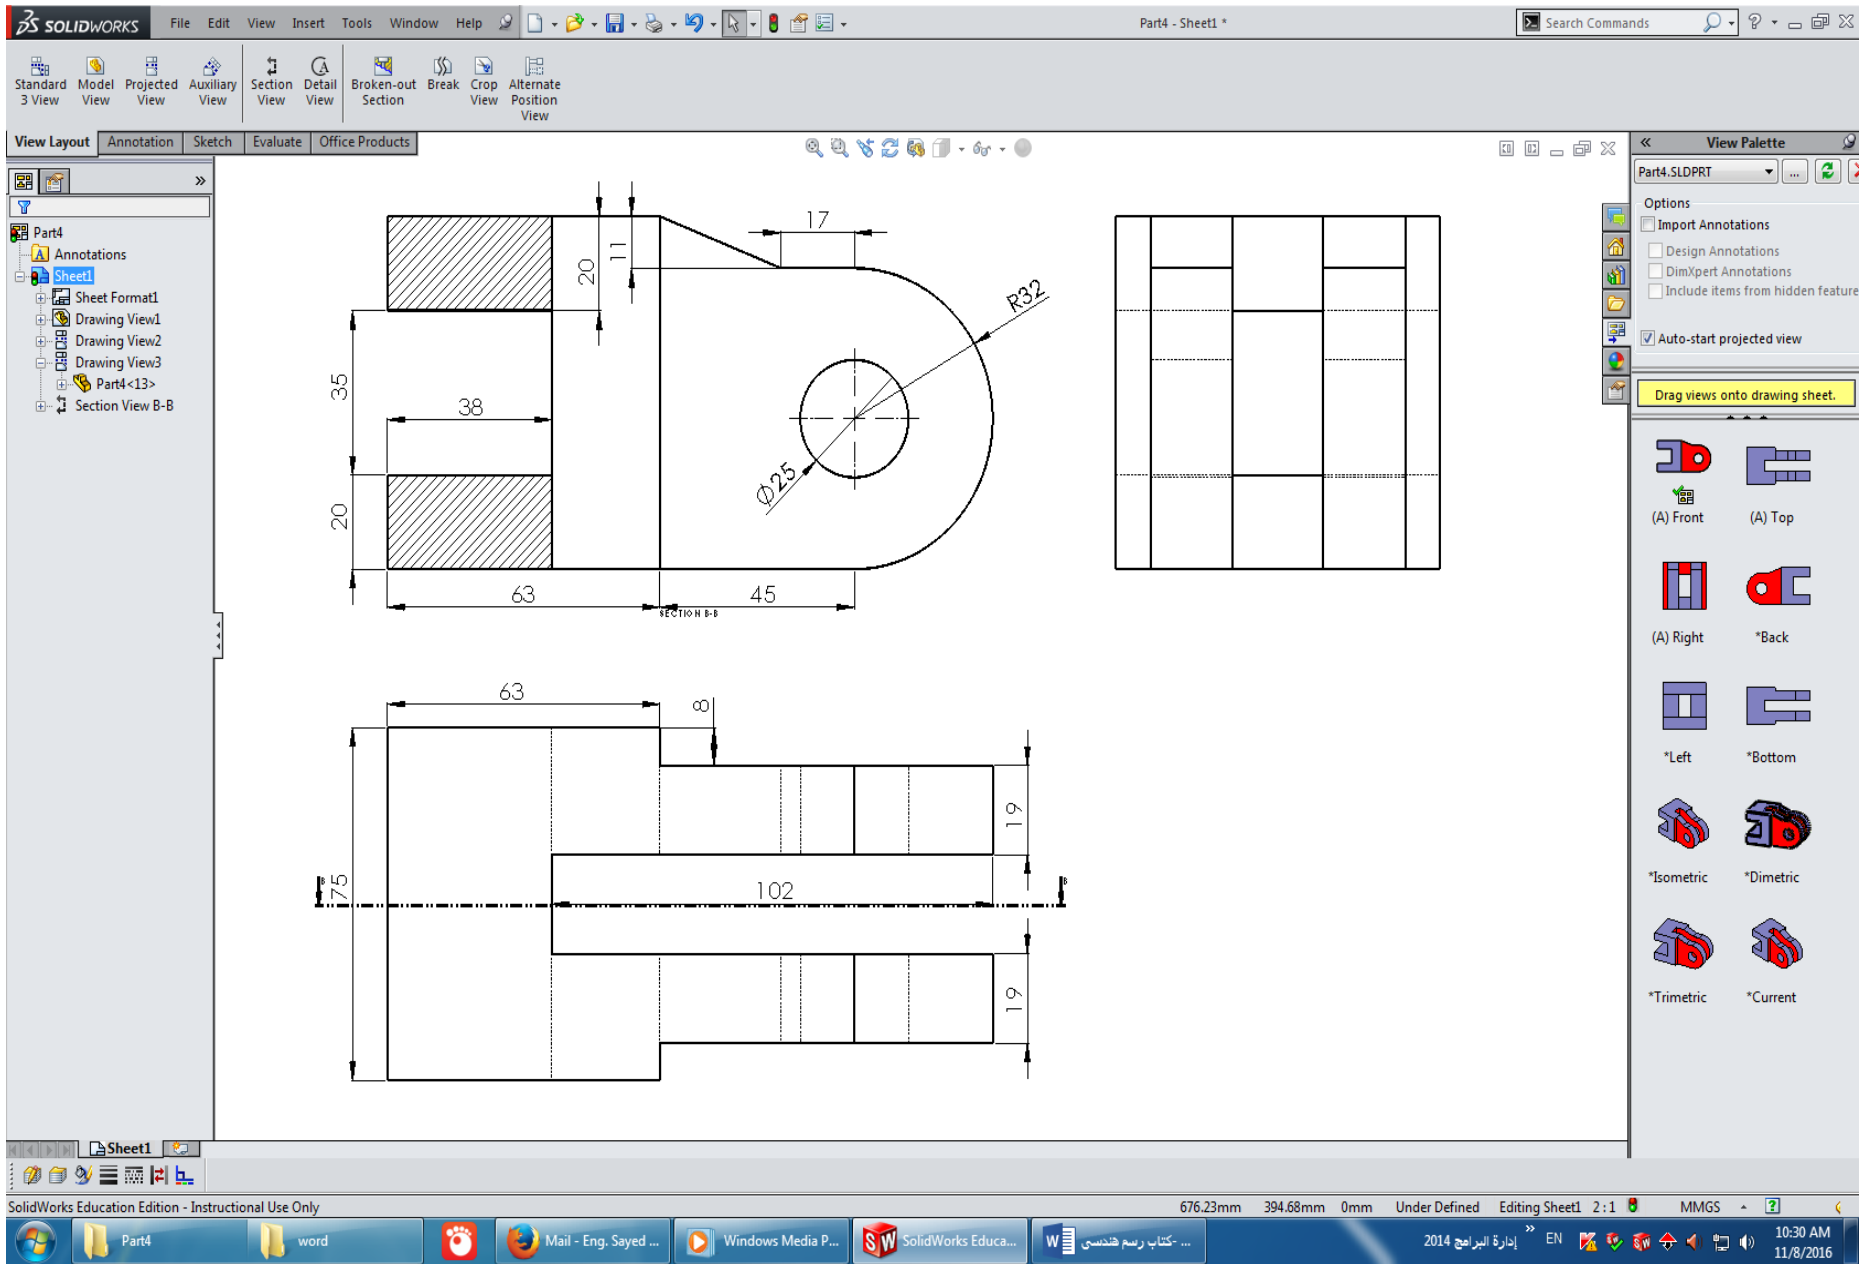 SOLIDWORKS File Edit View Insert Tools Window Help Part4 - Sheet1 * Search Commands
Standard 3 View
Model View
Projected View
Auxiliary View
Section View
Detail View
Broken-out Section
Break
Crop View
Alternate Position View
View Layout Annotation Sketch Evaluate Office Products
Part4
Annotations
Sheet1
Sheet Format1
Drawing View1
Drawing View2
Drawing View3
Part4<13>
Section View B-B
17
11
20
R32
35
38
Ø25
20
63
45
SECTION B-B
63
8
19
75
B
102
B
19
View Palette
Part4.SLDPRT
...
Options
Import Annotations
Design Annotations
DimXpert Annotations
Include items from hidden feature
Auto-start projected view
Drag views onto drawing sheet.
(A) Front
(A) Top
(A) Right
*Back
*Left
*Bottom
*Isometric
*Dimetric
*Trimetric
*Current
Sheet1
SolidWorks Education Edition - Instructional Use Only
676.23mm 394.68mm 0mm Under Defined Editing Sheet1 2 : 1 MMGS
Part4
word
Mail - Eng. Sayed ...
Windows Media P...
SolidWorks Educa...
كتاب رسم هندسى- ...
إدارة البرامج 2014
EN
10:30 AM
11/8/2016